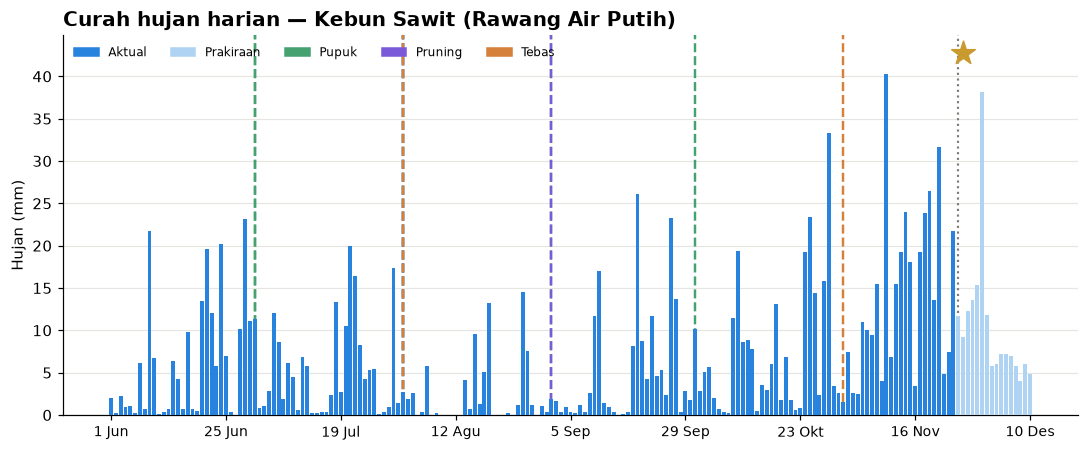 Curah hujan harian — Kebun Sawit (Rawang Air Putih)
Aktual Prakiraan Pupuk Pruning Tebas
Hujan (mm)
40
35
30
25
20
15
10
5
0
1 Jun 25 Jun 19 Jul 12 Agu 5 Sep 29 Sep 23 Okt 16 Nov 10 Des